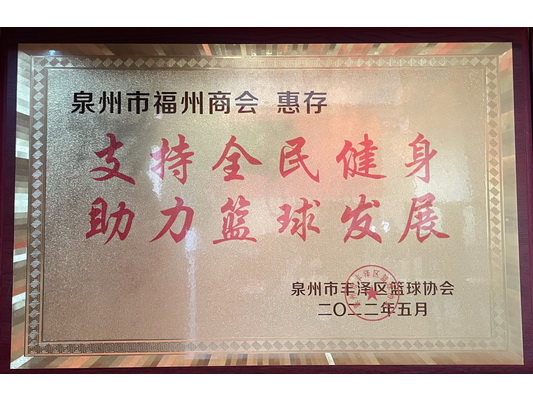 泉州市福州商会 惠存
支持全民健身
助力篮球发展
泉州市丰泽区篮球协会
二〇二二年五月